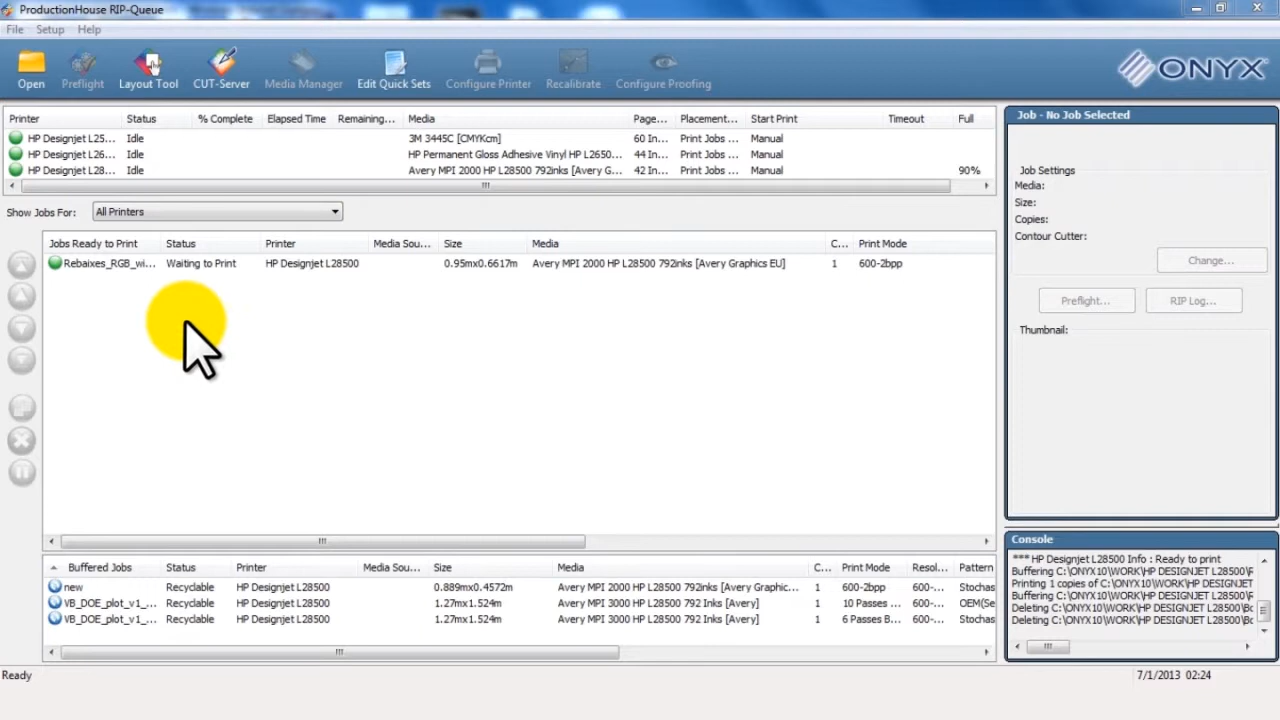 ProductionHouse RIP-Queue
File Setup Help
Open Preflight Layout Tool CUT-Server Media Manager Edit Quick Sets Configure Printer Recalibrate Configure Proofing
ONYX
Printer Status % Complete Elapsed Time Remaining... Media Page... Placement... Start Print Timeout Full
HP Designjet L25... Idle 3M 3445C [CMYKcm] 60 In... Print Jobs ... Manual
HP Designjet L26... Idle HP Permanent Gloss Adhesive Vinyl HP L2650... 44 In... Print Jobs ... Manual
HP Designjet L28... Idle Avery MPI 2000 HP L28500 792inks [Avery G... 42 In... Print Jobs ... Manual 90%
Show Jobs For: All Printers
Jobs Ready to Print Status Printer Media Sou... Size Media C... Print Mode
Rebaixes_RGB_wi... Waiting to Print HP Designjet L28500 0.95mx0.6617m Avery MPI 2000 HP L28500 792inks [Avery Graphics EU] 1 600-2bpp
Buffered Jobs Status Printer Media Sou... Size Media C... Print Mode Resol... Pattern
new Recyclable HP Designjet L28500 0.889mx0.4572m Avery MPI 2000 HP L28500 792inks [Avery Graphic... 1 600-2bpp 600-... Stochas
VB_DOE_plot_v1_... Recyclable HP Designjet L28500 1.27mx1.524m Avery MPI 3000 HP L28500 792 Inks [Avery] 1 10 Passes ... 600-... OEM(Se
VB_DOE_plot_v1_... Recyclable HP Designjet L28500 1.27mx1.524m Avery MPI 3000 HP L28500 792 Inks [Avery] 1 6 Passes B... 600-... Stochas
Job - No Job Selected
Job Settings
Media:
Size:
Copies:
Contour Cutter:
Change...
Preflight... RIP Log...
Thumbnail:
Console
*** HP Designjet L28500 Info : Ready to print
Buffering C:\ONYX10\WORK\HP DESIGNJET L28500\F
Printing 1 copies of C:\ONYX10\WORK\HP DESIGNJET
Buffering C:\ONYX10\WORK\HP DESIGNJET L28500\F
Deleting C:\ONYX10\WORK\HP DESIGNJET L28500\Bc
Deleting C:\ONYX10\WORK\HP DESIGNJET L28500\Bc
Ready 7/1/2013 02:24